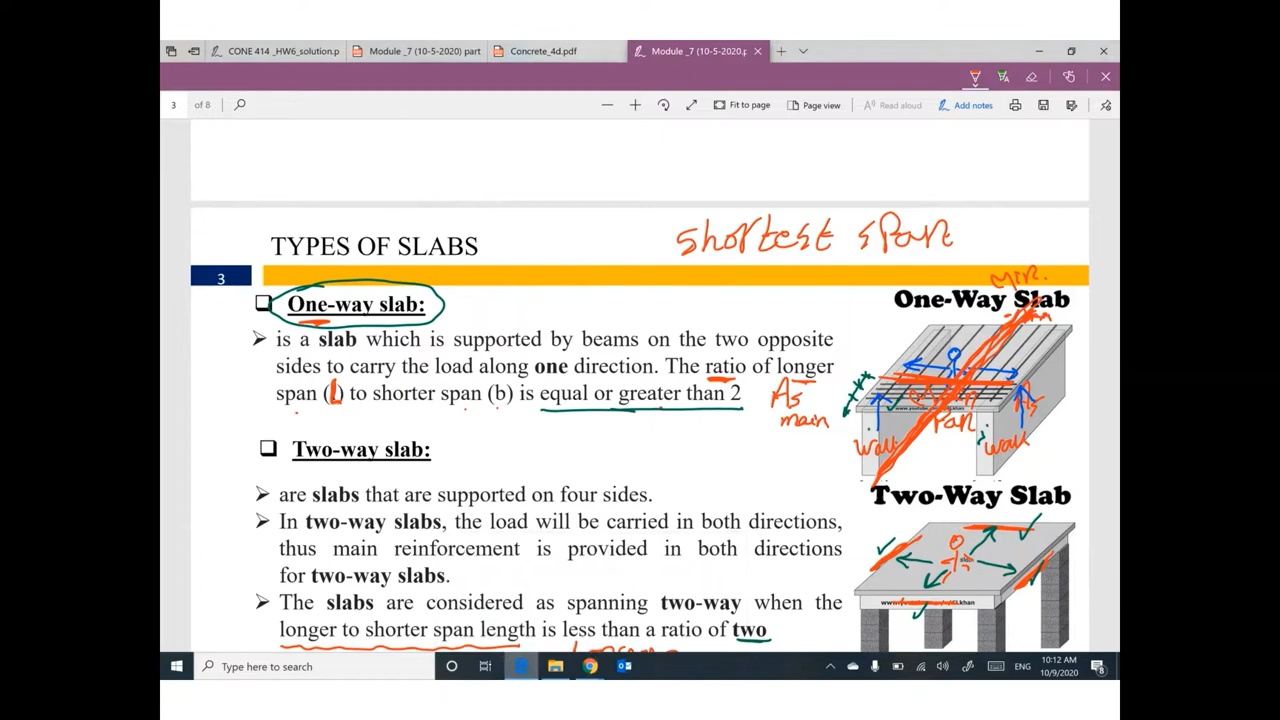 CONE 414 _HW6_solution.p
Module _7 (10-5-2020) part
Concrete_4d.pdf
Module _7 (10-5-2020.p
3 of 8
Fit to page
Page view
Read aloud
Add notes
shortest span
TYPES OF SLABS
3
Min.
One-way slab:
One-Way Slab
is a slab which is supported by beams on the two opposite
sides to carry the load along one direction. The ratio of longer
span (L) to shorter span (b) is equal or greater than 2
As
main
As
wall
wall
Two-way slab:
Two-Way Slab
are slabs that are supported on four sides.
In two-way slabs, the load will be carried in both directions,
thus main reinforcement is provided in both directions
for two-way slabs.
The slabs are considered as spanning two-way when the
longer to shorter span length is less than a ratio of two
Type here to search
ENG
10:12 AM
10/9/2020
8